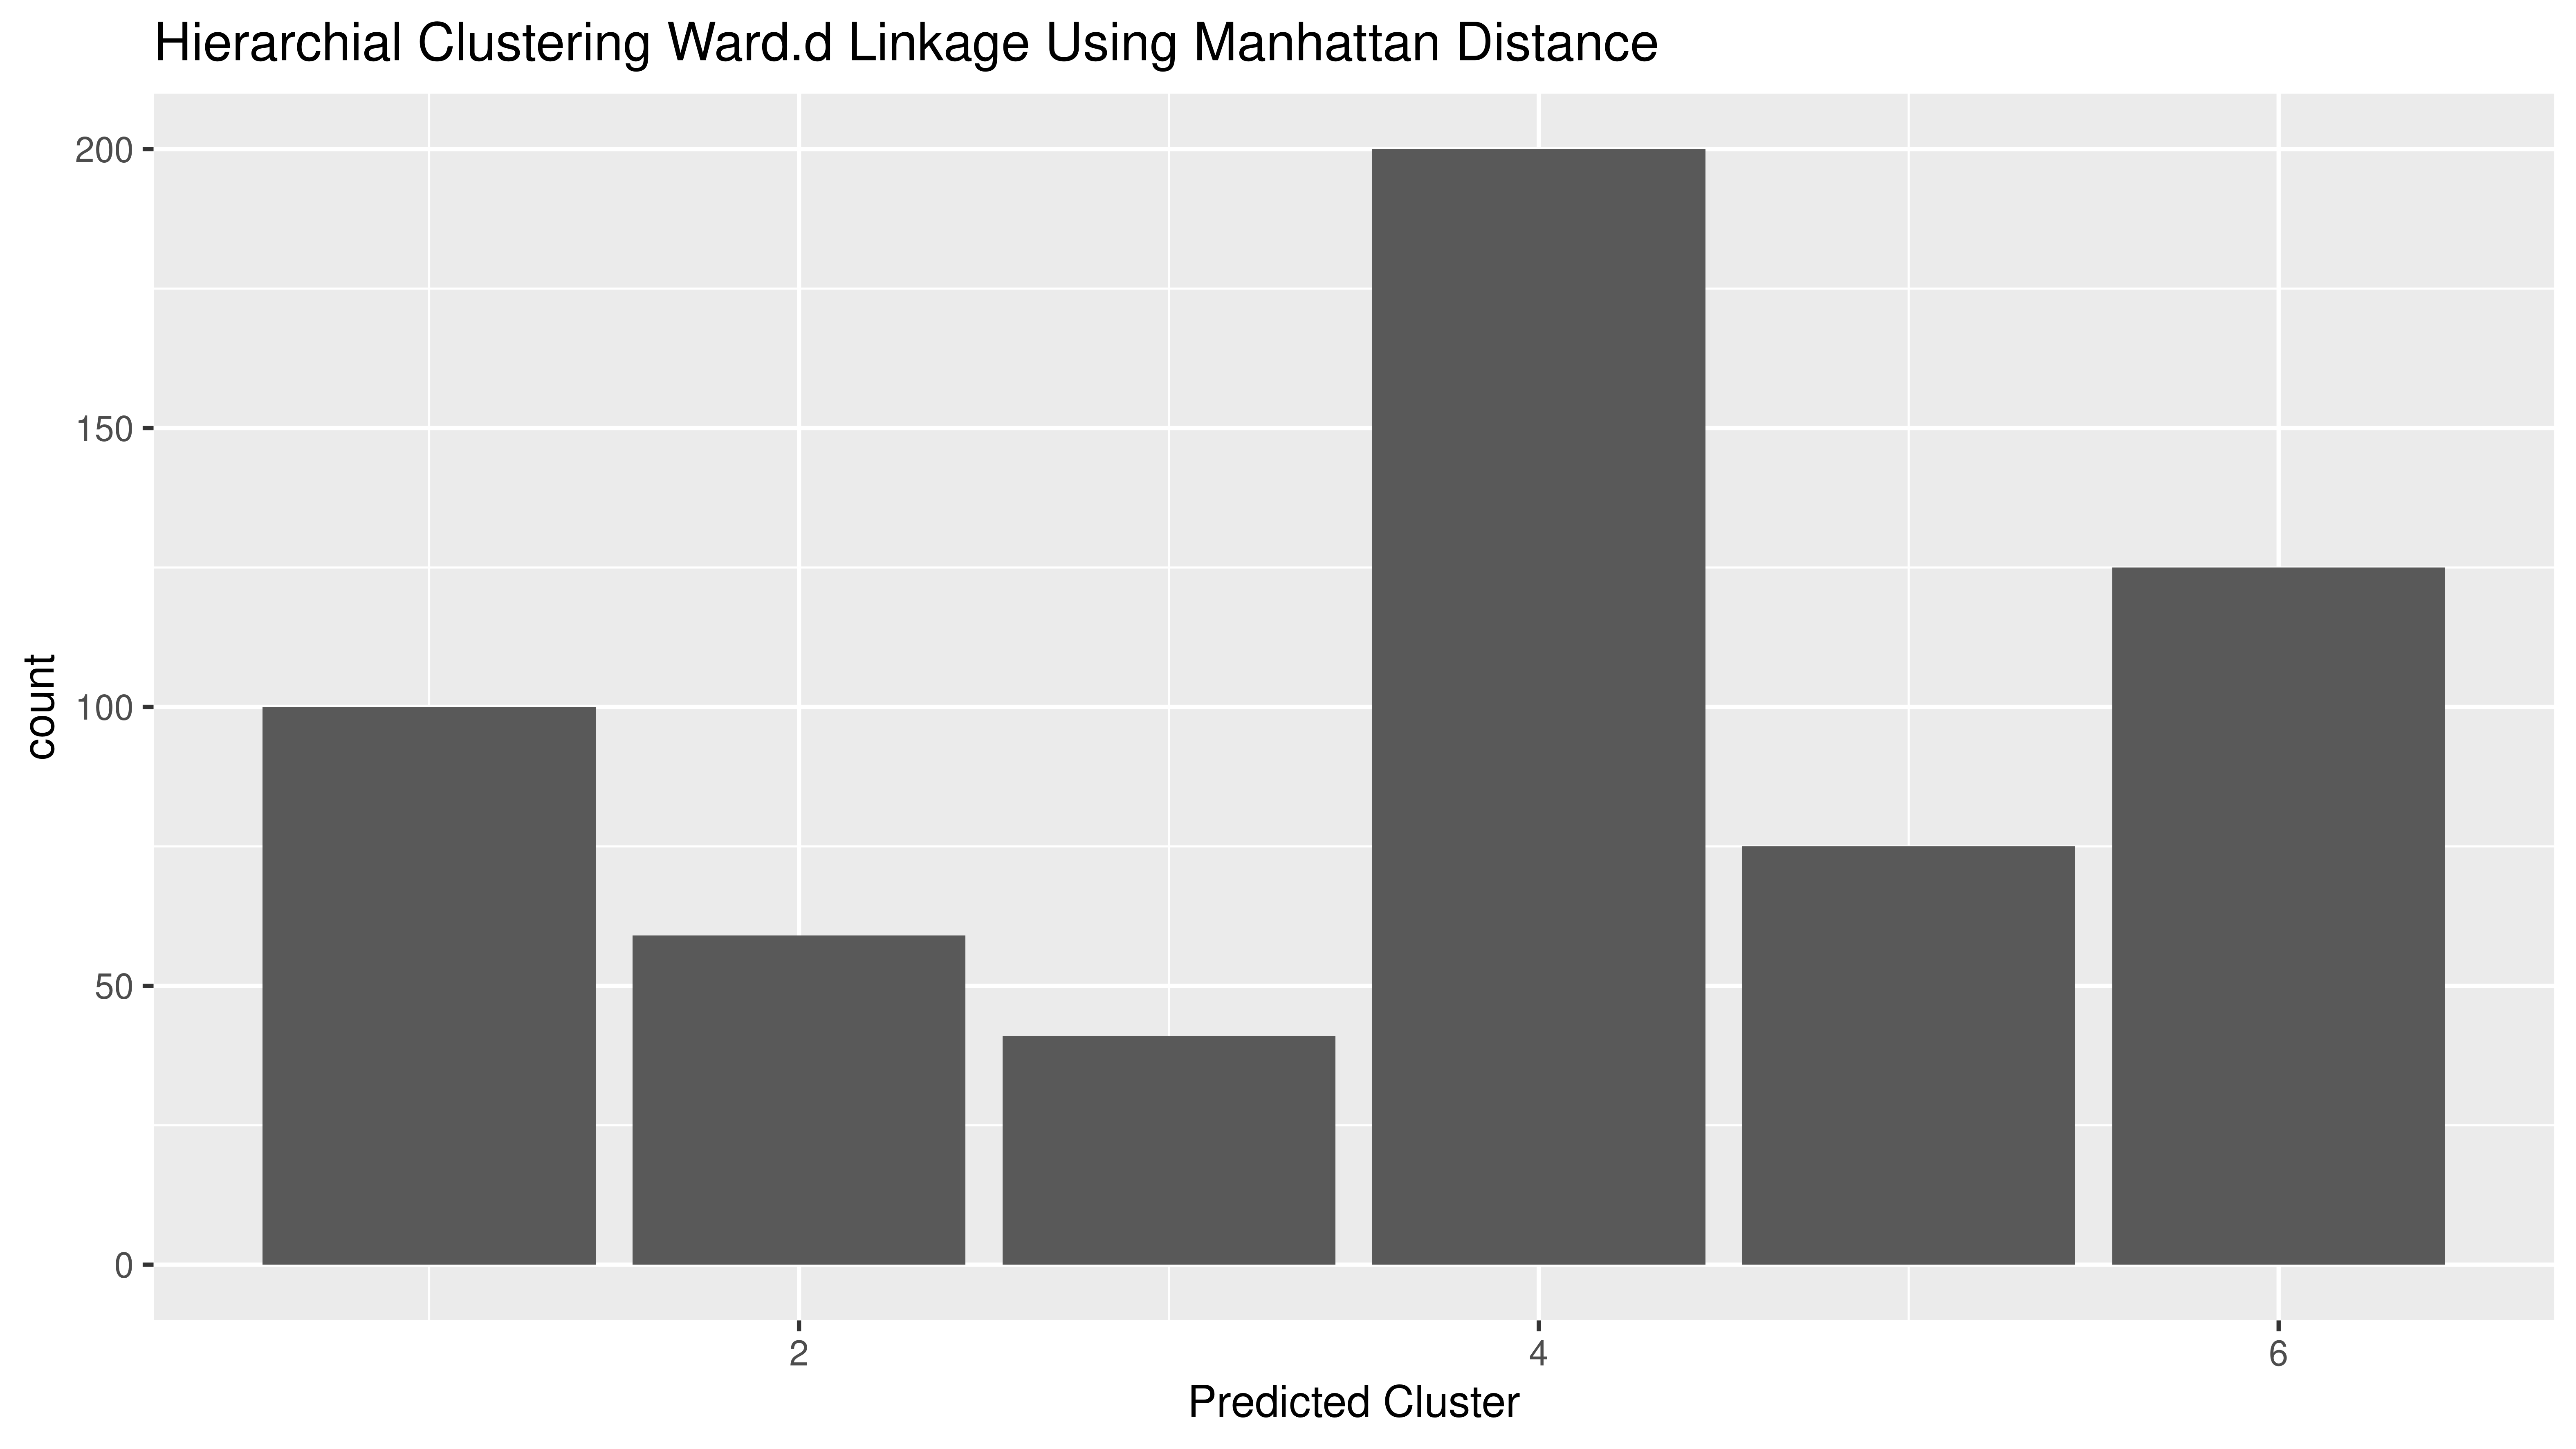 Hierarchial Clustering Ward.d Linkage Using Manhattan Distance
200
150
100
50
0
count
2 4 6
Predicted Cluster